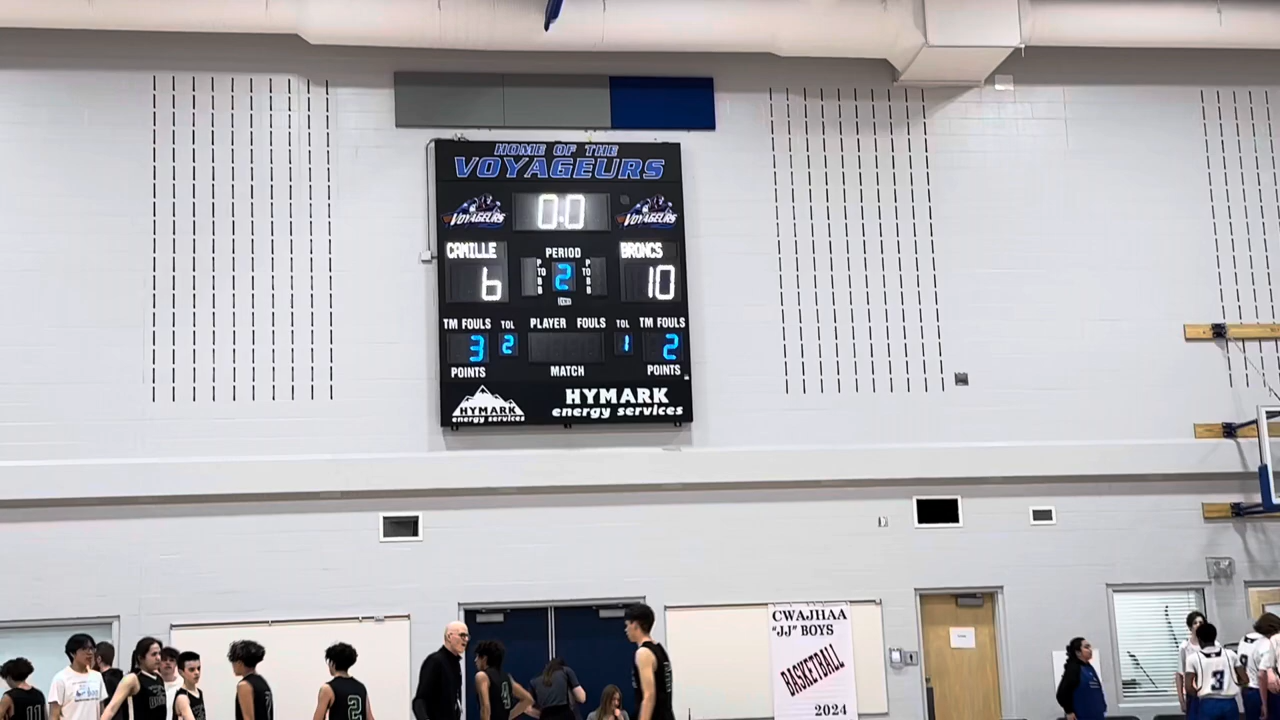 HOME OF THE
VOYAGEURS
VOYAGEURS 0.0 VOYAGEURS
CAMILLE PERIOD BRONCS
6 2 10
TM FOULS TOL PLAYER FOULS TOL TM FOULS
3 2 1 2
POINTS MATCH POINTS
HYMARK HYMARK
energy services energy services
CWAJHAA
"JJ" BOYS
BASKETBALL
2024
11
2
3